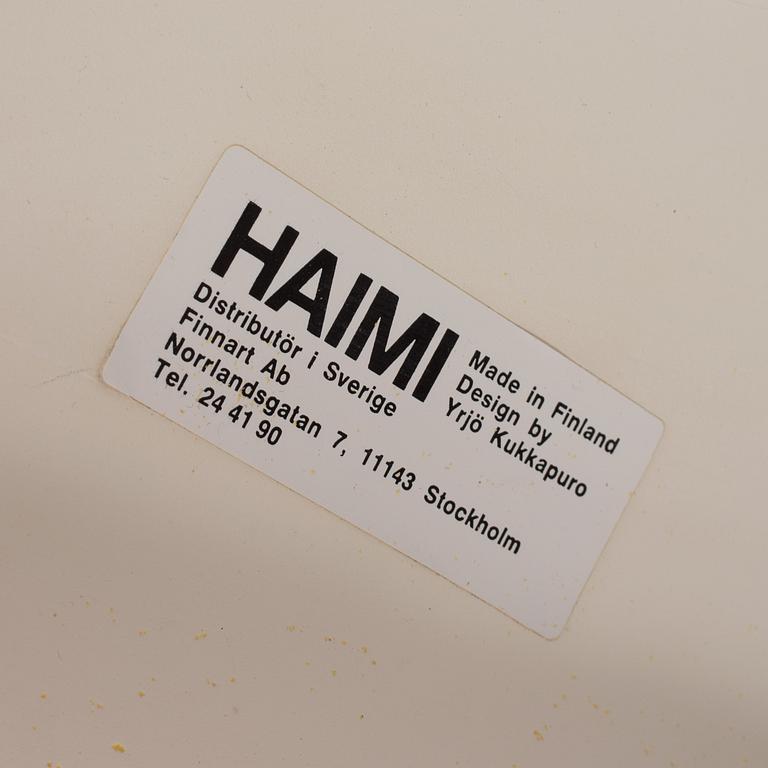 HAIMI
Made in Finland
Design by
Yrjö Kukkapuro
Distributör i Sverige
Finnart Ab
Norrlandsgatan 7, 11143 Stockholm
Tel. 24 41 90